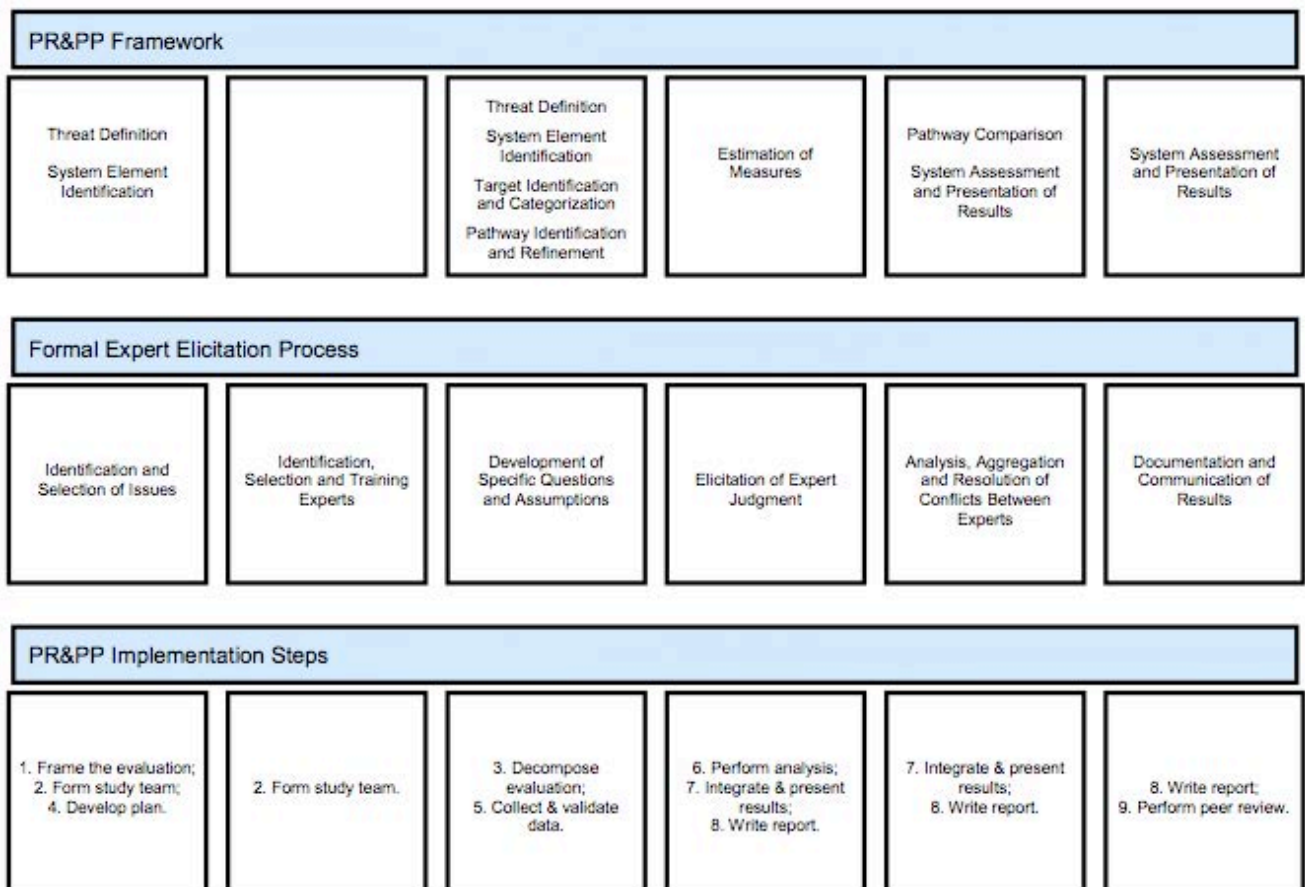 PR&PP Framework
Threat Definition
System Element
Identification
Threat Definition
System Element
Identification
Target Identification
and Categorization
Pathway Identification
and Refinement
Estimation of
Measures
Pathway Comparison
System Assessment
and Presentation of
Results
System Assessment
and Presentation of
Results
Formal Expert Elicitation Process
Identification and
Selection of Issues
Identification,
Selection and Training
Experts
Development of
Specific Questions
and Assumptions
Elicitation of Expert
Judgment
Analysis, Aggregation
and Resolution of
Conflicts Between
Experts
Documentation and
Communication of
Results
PR&PP Implementation Steps
1. Frame the evaluation;
2. Form study team;
4. Develop plan.
2. Form study team.
3. Decompose
evaluation;
5. Collect & validate
data.
6. Perform analysis;
7. Integrate & present
results;
8. Write report.
7. Integrate & present
results;
8. Write report.
8. Write report;
9. Perform peer review.